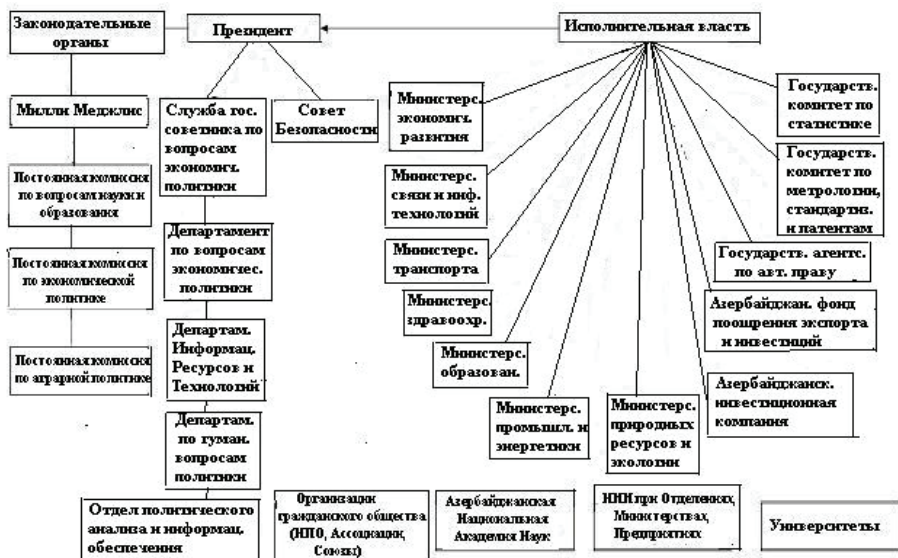 Законодательные
органы
Президент
Исполнительная власть
Милли Меджлис
Постоянная комиссия
по вопросам науки и
образования
Постоянная комиссия
по экономической
политике
Постоянная комиссия
по аграрной политике
Служба гос.
советника по
вопросам
экономич.
политики
Совет
Безопасности
Департамент
по вопросам
экономичес.
политики
Департам.
Информац.
Ресурсов и
Технологий
Департам.
по гуман.
вопросам
политики
Отдел политического
анализа и информац.
обеспечения
Министерс.
экономич.
развития
Министерс.
связи и инф.
технологий
Министерс.
транспорта
Министерс.
здравоохр.
Министерс.
образован.
Министерс.
промышл. и
энергетики
Министерс.
природных
ресурсов и
экологии
Государств.
комитет по
статистике
Государств.
комитет по
метрологии,
стандартиз.
и патентам
Государств. агентс.
по авт. праву
Азербайджан. фонд
поощрения экспорта
и инвестиций
Азербайджанск.
инвестиционная
компания
Организации
гражданского общества
(НПО, Ассоциации,
Союзы)
Азербайджанская
Национальная
Академия Наук
НИИ при Отделениях,
Министерствах,
Предприятиях
Университеты